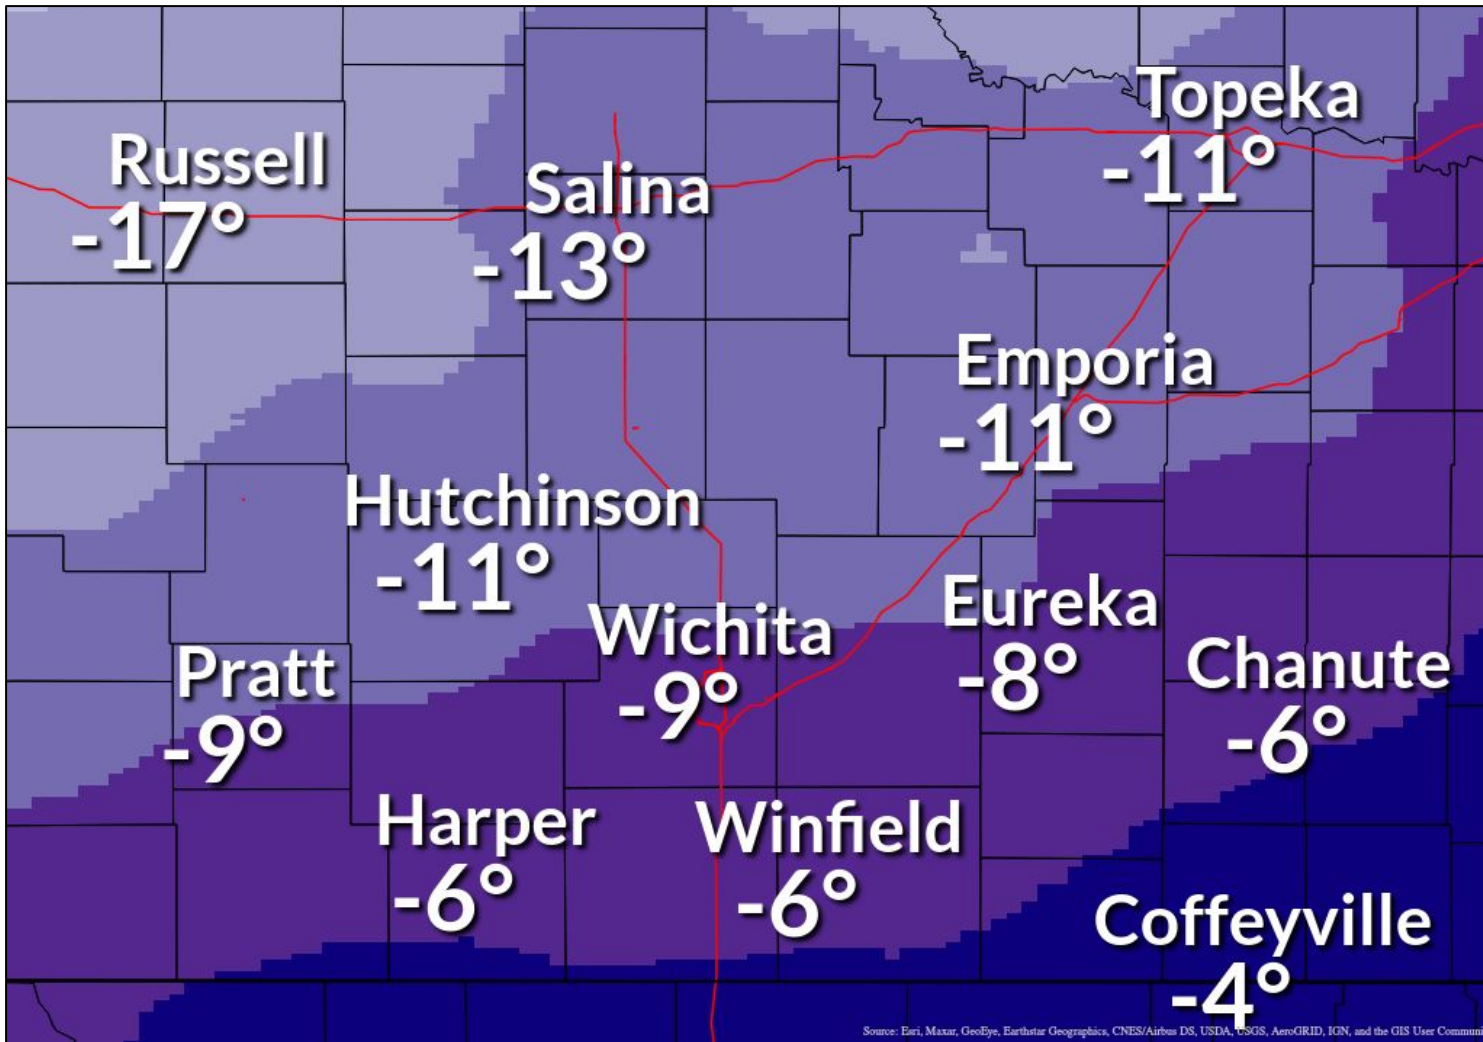 Topeka
-11°
Russell
-17°
Salina
-13°
Emporia
-11°
Hutchinson
-11°
Eureka
-8°
Wichita
-9°
Chanute
-6°
Pratt
-9°
Harper
-6°
Winfield
-6°
Coffeyville
-4°
Source: Esri, Maxar, GeoEye, Earthstar Geographics, CNES/Airbus DS, USDA, USGS, AeroGRID, IGN, and the GIS User Communi